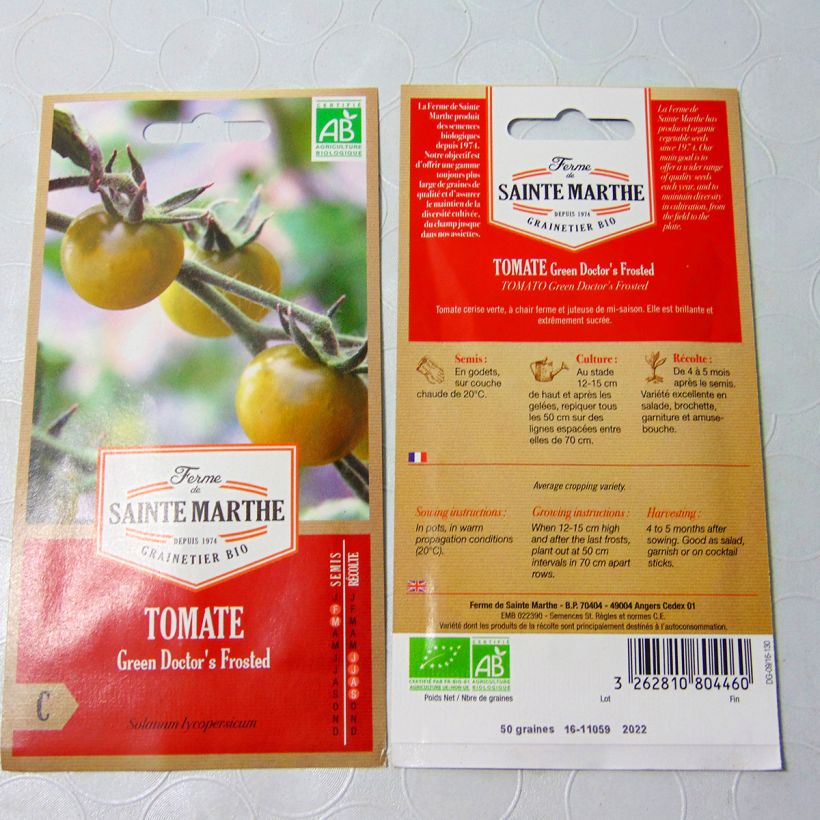 CERTIFIÉ
AB
AGRICULTURE
BIOLOGIQUE
Ferme
de
SAINTE MARTHE
DEPUIS 1974
GRAINETIER BIO
TOMATE
Green Doctor's Frosted
C
Solanum lycopersicum
SEMIS
J
F
M
A
M
J
J
A
S
O
N
D
RÉCOLTE
J
F
M
A
M
J
J
A
S
O
N
D
La Ferme de Sainte
Marthe produit
des semences
biologiques
depuis 1974.
Notre objectif est
d'offrir une gamme
toujours plus
large de graines de
qualité et d'assurer
le maintien de la
diversité cultivée,
du champ jusque
dans nos assiettes.
Ferme
de
SAINTE MARTHE
DEPUIS 1974
GRAINETIER BIO
La Ferme de
Sainte Marthe has
produced organic
vegetable seeds
since 1974. Our
main goal is to
offer a wider range
of quality seeds
each year, and to
maintain diversity
in cultivation, from
the field to the
plate.
TOMATE Green Doctor's Frosted
TOMATO Green Doctor's Frosted
Tomate cerise verte, à chair ferme et juteuse de mi-saison. Elle est brillante et
extrêmement sucrée.
Semis :
En godets,
sur couche
chaude de 20°C.
Culture :
Au stade
12-15 cm
de haut et après les
gelées, repiquer tous
les 50 cm sur des
lignes espacées entre
elles de 70 cm.
Récolte :
De 4 à 5 mois
après le semis.
Variété excellente en
salade, brochette,
garniture et amuse-
bouche.
Average cropping variety.
Sowing instructions :
In pots, in warm
propagation conditions
(20°C).
Growing instructions :
When 12-15 cm high
and after the last frosts,
plant out at 50 cm
intervals in 70 cm apart
rows.
Harvesting :
4 to 5 months after
sowing. Good as salad,
garnish or on cocktail
sticks.
Ferme de Sainte Marthe - B.P. 70404 - 49004 Angers Cedex 01
EMB 022390 - Semences St. Règles et normes C.E.
Variété dont les produits de la récolte sont principalement destinés à l'autoconsommation.
CERTIFIÉ PAR FR-BIO-01
AGRICULTURE UE/NON UE
CERTIFIÉ
AB
AGRICULTURE
BIOLOGIQUE
3 262810 804460
DG-09/16-130
Poids Net / Nbre de graines
Lot
Fin
50 graines 16-11059 2022